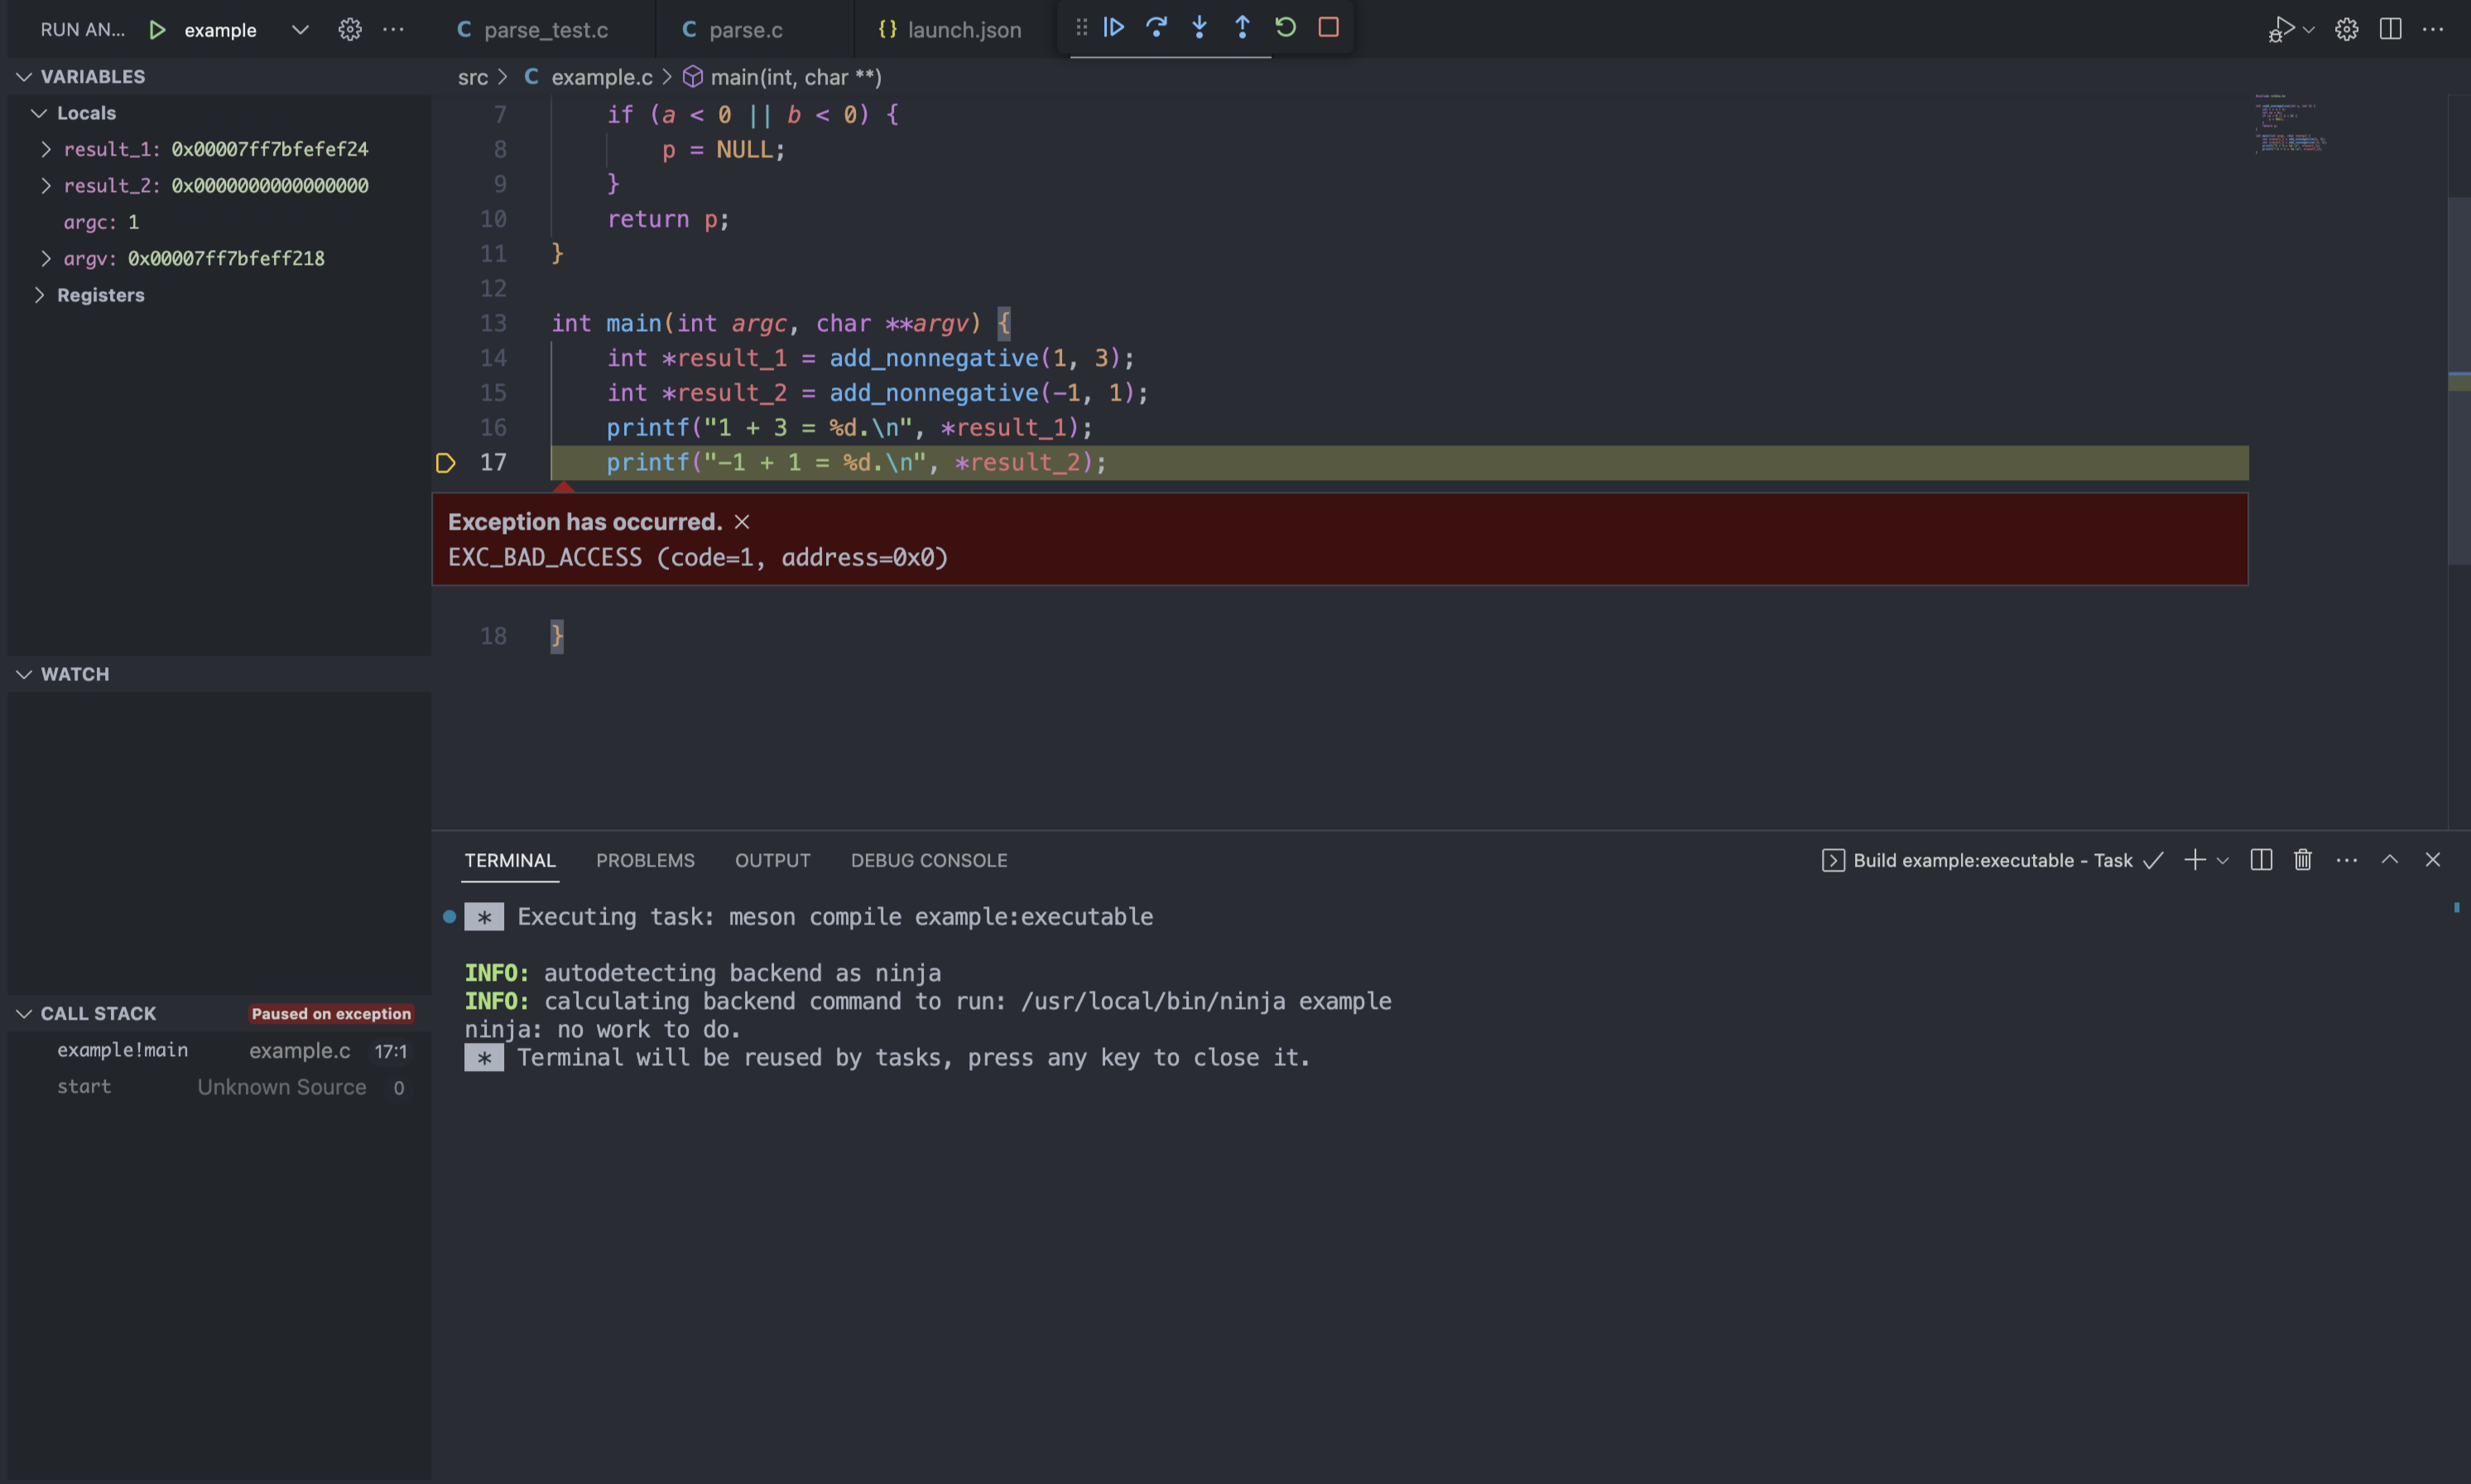 RUN AN... example
parse_test.c parse.c {} launch.json
VARIABLES
Locals
result_1: 0x00007ff7bfefef24
result_2: 0x0000000000000000
argc: 1
argv: 0x00007ff7bfeff218
Registers
WATCH
CALL STACK Paused on exception
example!main example.c 17:1
start Unknown Source 0
src > C example.c > main(int, char **)
7 if (a < 0 || b < 0) {
8 p = NULL;
9 }
10 return p;
11 }
12
13 int main(int argc, char **argv) {
14 int *result_1 = add_nonnegative(1, 3);
15 int *result_2 = add_nonnegative(-1, 1);
16 printf("1 + 3 = %d.\n", *result_1);
17 printf("-1 + 1 = %d.\n", *result_2);
Exception has occurred. ×
EXC_BAD_ACCESS (code=1, address=0x0)
18 }
TERMINAL PROBLEMS OUTPUT DEBUG CONSOLE Build example:executable - Task
* Executing task: meson compile example:executable
INFO: autodetecting backend as ninja
INFO: calculating backend command to run: /usr/local/bin/ninja example
ninja: no work to do.
* Terminal will be reused by tasks, press any key to close it.